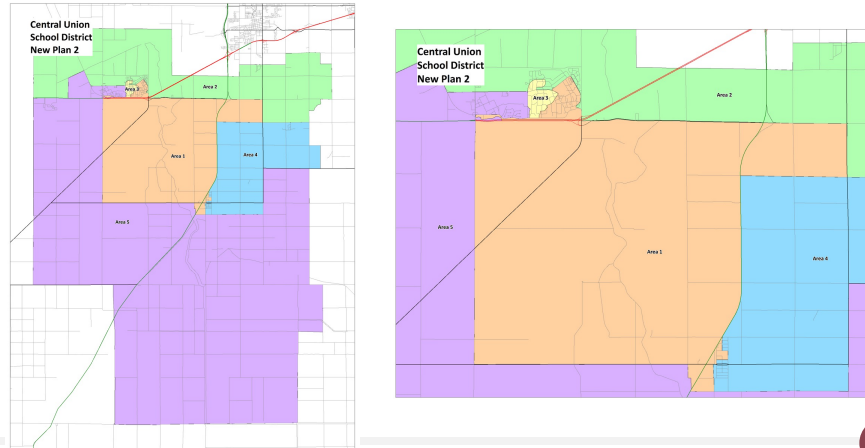 Central Union
School District
New Plan 2
Area 3
Area 2
Area 1
Area 4
Area 5
Central Union
School District
New Plan 2
Area 3
Area 2
Area 5
Area 1
Area 4